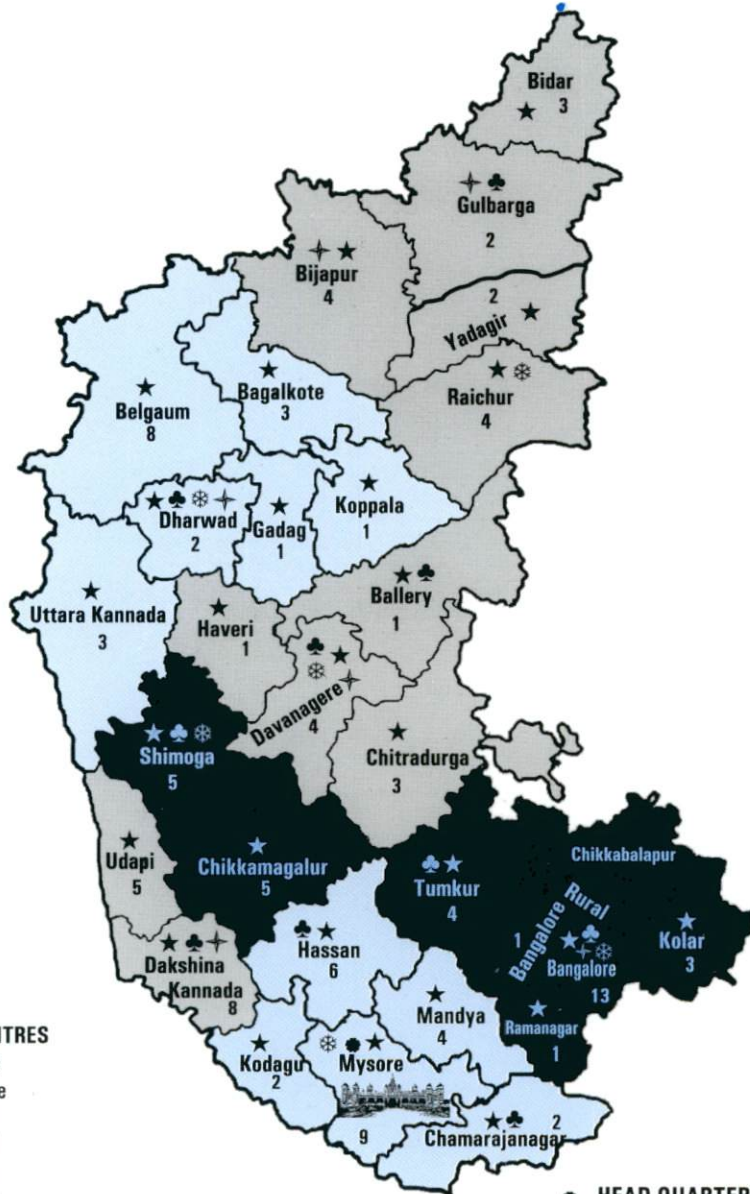 Bidar
3
Gulbarga
2
Bijapur
4
2
Yadagir
Raichur
4
Bagalkote
3
Belgaum
8
Koppala
1
Dharwad
2
Gadag
1
Ballery
1
Uttara Kannada
3
Haveri
1
Davanagere
4
Chitradurga
3
Shimoga
5
Udapi
5
Chikkamagalur
5
Tumkur
4
Chikkabalapur
1
Bangalore Rural
Bangalore
13
Kolar
3
Ramanagar
1
Hassan
6
Dakshina
Kannada
8
Mandya
4
Kodagu
2
Mysore
9
Chamarajanagar
2